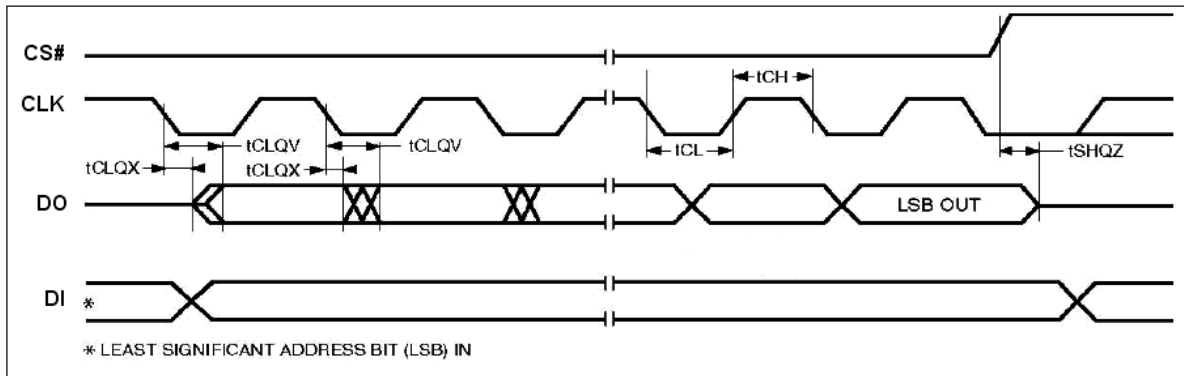 CS#
CLK
tCH
tCLQV
tCLQV
tCL
tCLQX
tCLQX
tSHQZ
DO
LSB OUT
DI
*
* LEAST SIGNIFICANT ADDRESS BIT (LSB) IN